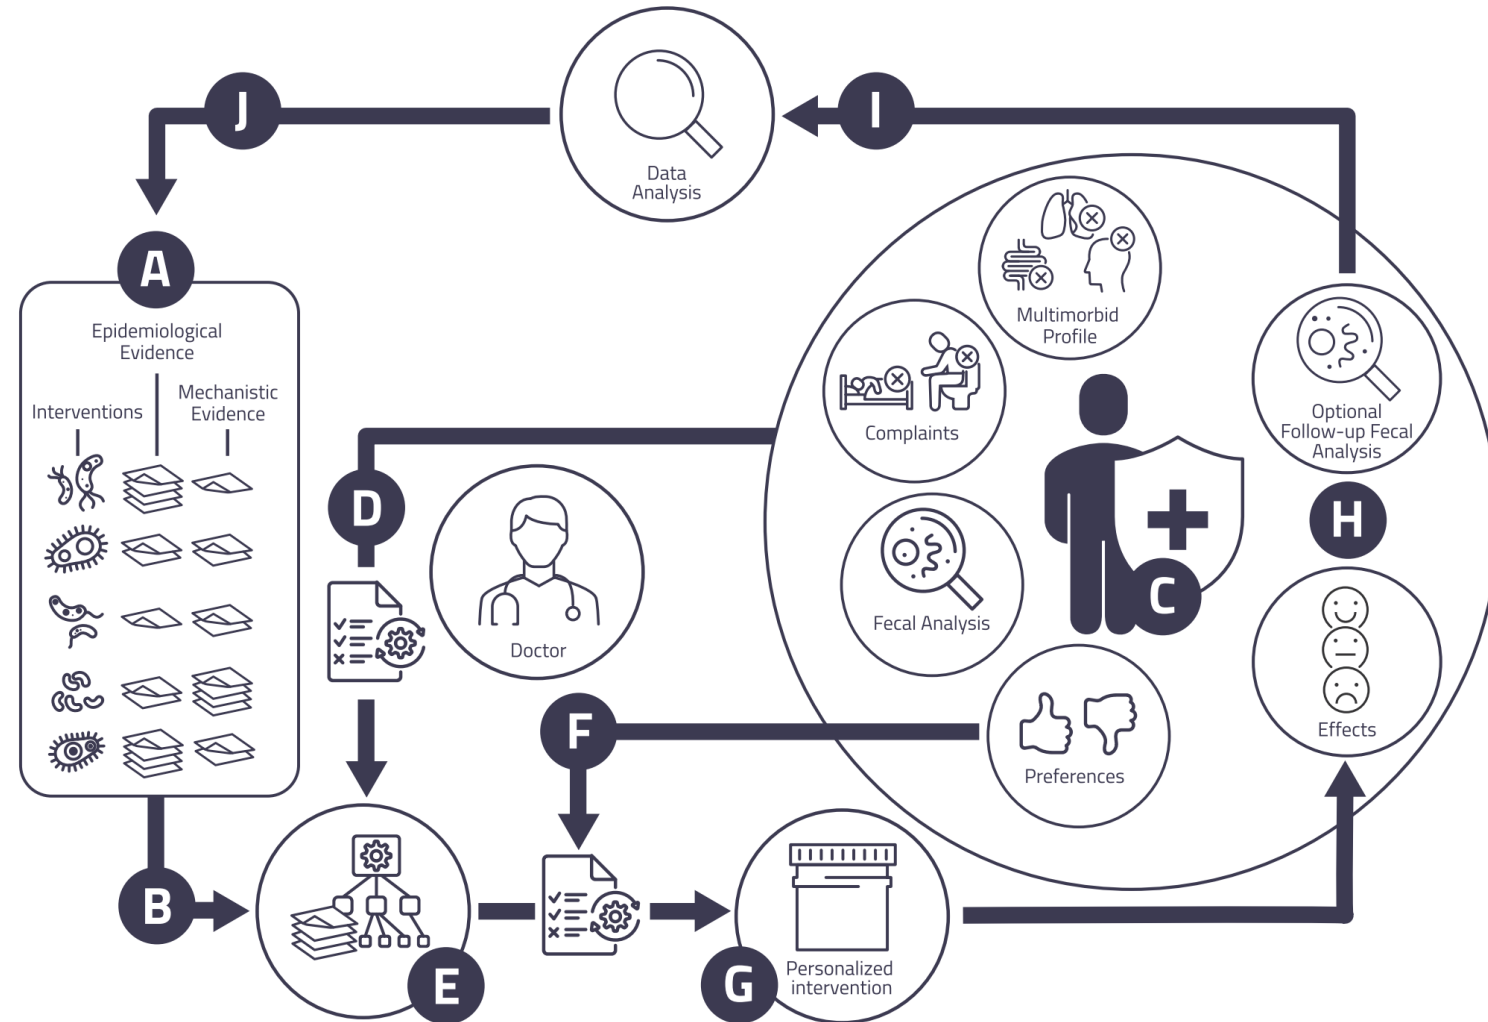 J
I
Data
Analysis
A
Epidemiological
Evidence
Interventions
Mechanistic
Evidence
Multimorbid
Profile
Complaints
Optional
Follow-up Fecal
Analysis
D
H
Doctor
Fecal Analysis
C
F
Preferences
Effects
B
E
G
Personalized
intervention